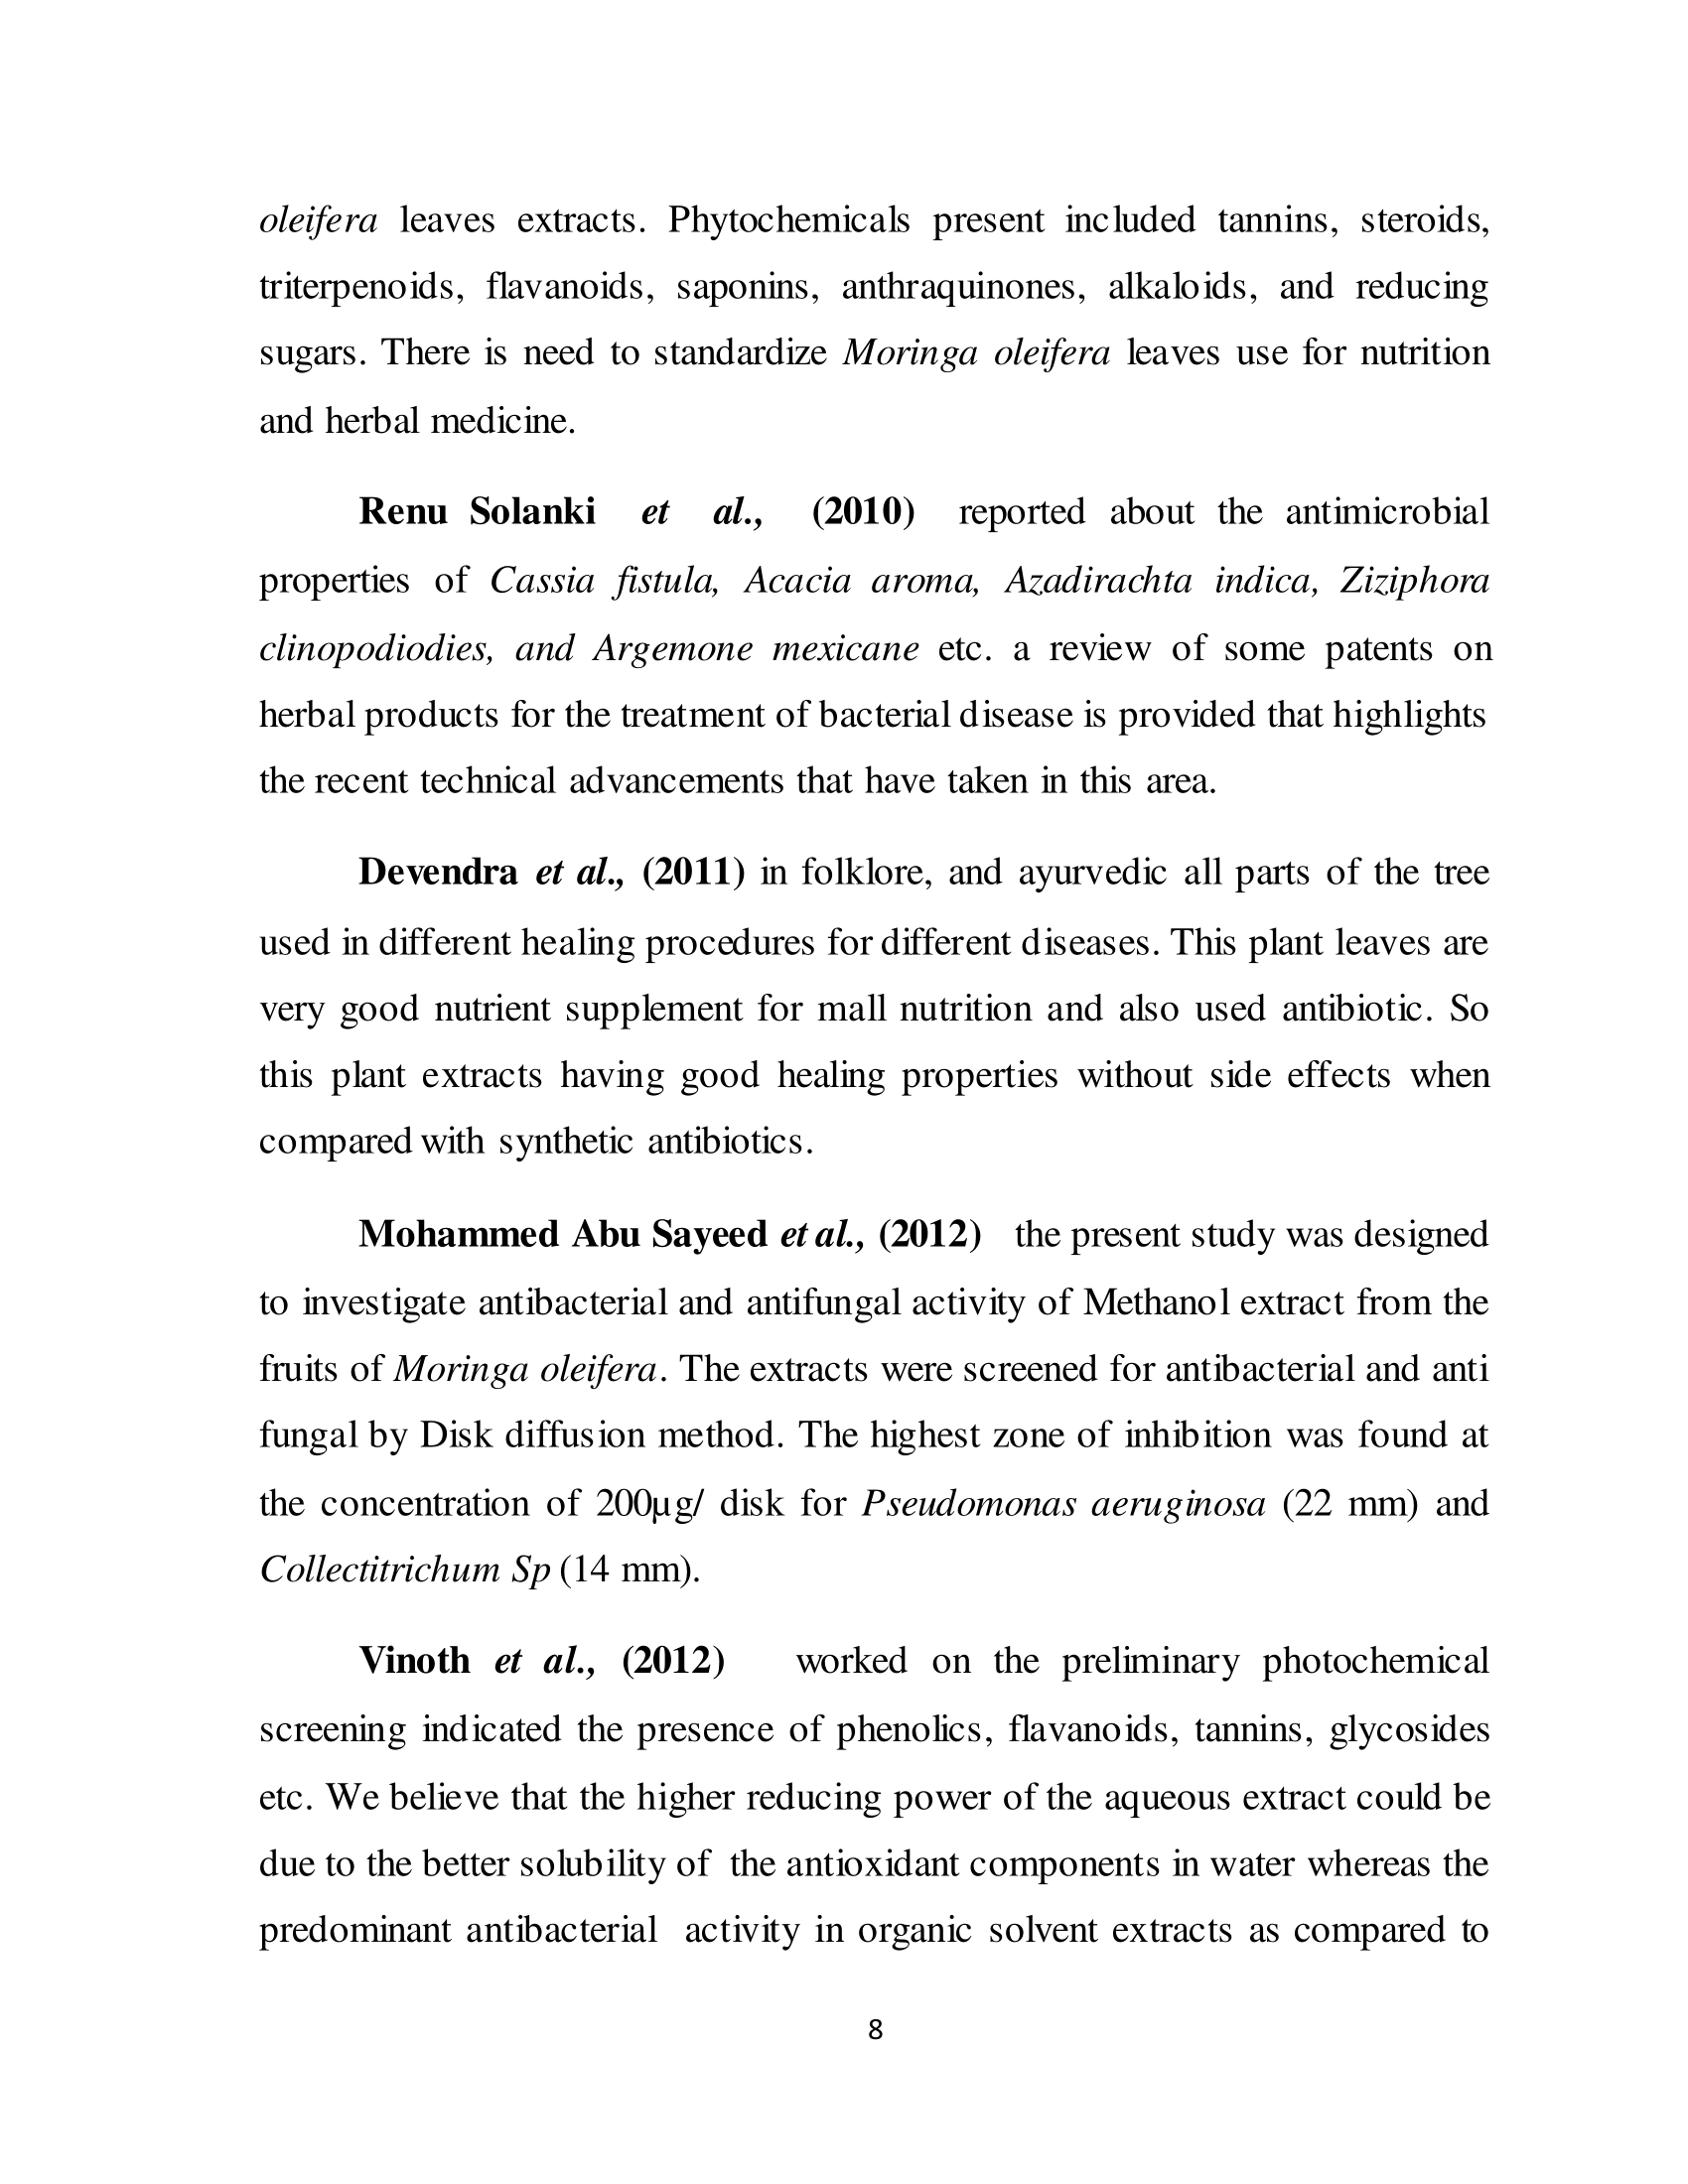 oleifera leaves extracts. Phytochemicals present included tannins, steroids,
triterpenoids, flavanoids, saponins, anthraquinones, alkaloids, and reducing
sugars. There is need to standardize Moringa oleifera leaves use for nutrition
and herbal medicine.
Renu Solanki et al., (2010) reported about the antimicrobial
properties of Cassia fistula, Acacia aroma, Azadirachta indica, Ziziphora
clinopodiodies, and Argemone mexicane etc. a review of some patents on
herbal products for the treatment of bacterial disease is provided that highlights
the recent technical advancements that have taken in this area.
Devendra et al., (2011) in folklore, and ayurvedic all parts of the tree
used in different healing procedures for different diseases. This plant leaves are
very good nutrient supplement for mall nutrition and also used antibiotic. So
this plant extracts having good healing properties without side effects when
compared with synthetic antibiotics.
Mohammed Abu Sayeed et al., (2012) the present study was designed
to investigate antibacterial and antifungal activity of Methanol extract from the
fruits of Moringa oleifera. The extracts were screened for antibacterial and anti
fungal by Disk diffusion method. The highest zone of inhibition was found at
the concentration of 200µg/ disk for Pseudomonas aeruginosa (22 mm) and
Collectitrichum Sp (14 mm).
Vinoth et al., (2012) worked on the preliminary photochemical
screening indicated the presence of phenolics, flavanoids, tannins, glycosides
etc. We believe that the higher reducing power of the aqueous extract could be
due to the better solubility of the antioxidant components in water whereas the
predominant antibacterial activity in organic solvent extracts as compared to
8